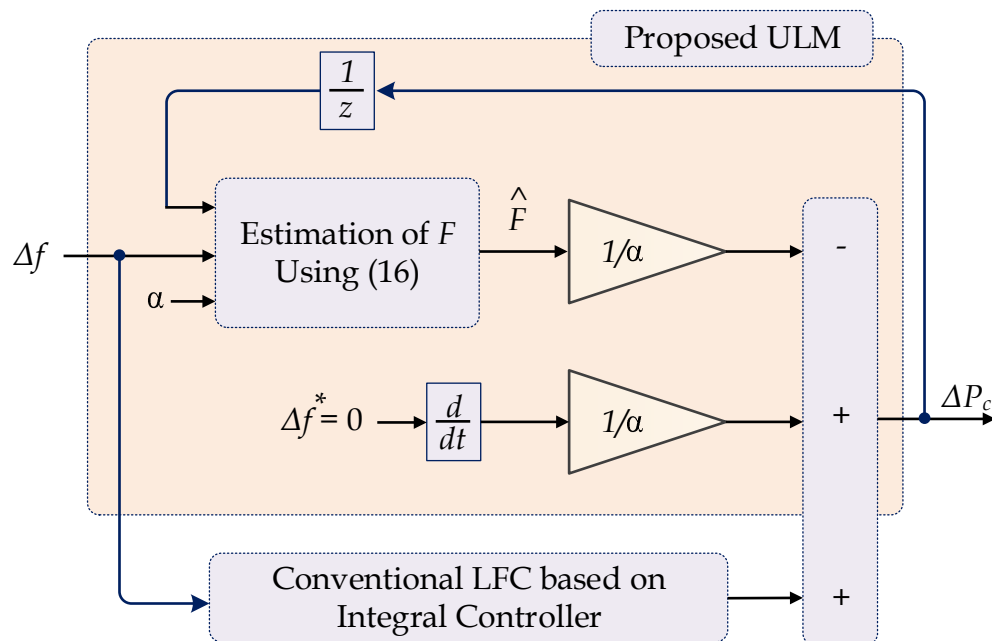 Proposed ULM
1
z
Estimation of F
Using (16)
^
F
1/α
-
Δf
α
Δf* = 0
d
dt
1/α
+
ΔPc
Conventional LFC based on
Integral Controller
+